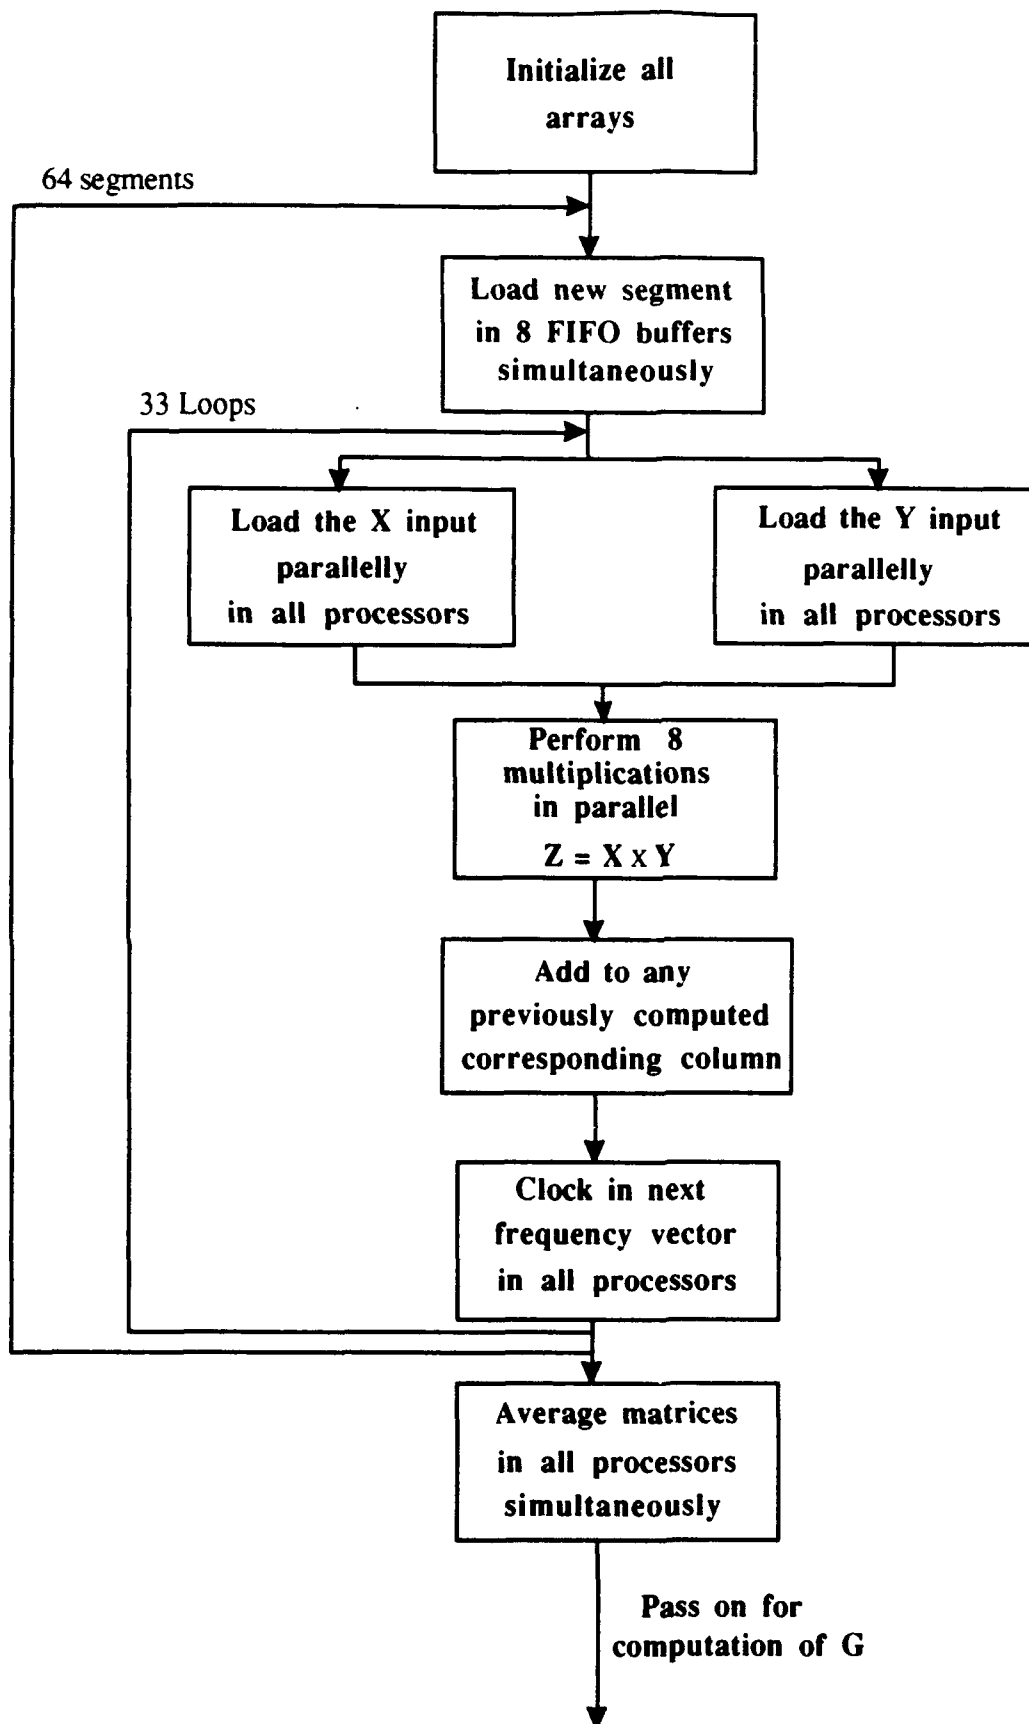 Initialize all
arrays
64 segments
Load new segment
in 8 FIFO buffers
simultaneously
33 Loops
Load the X input
parallelly
in all processors
Load the Y input
parallelly
in all processors
Perform 8
multiplications
in parallel
Z = X x Y
Add to any
previously computed
corresponding column
Clock in next
frequency vector
in all processors
Average matrices
in all processors
simultaneously
Pass on for
computation of G